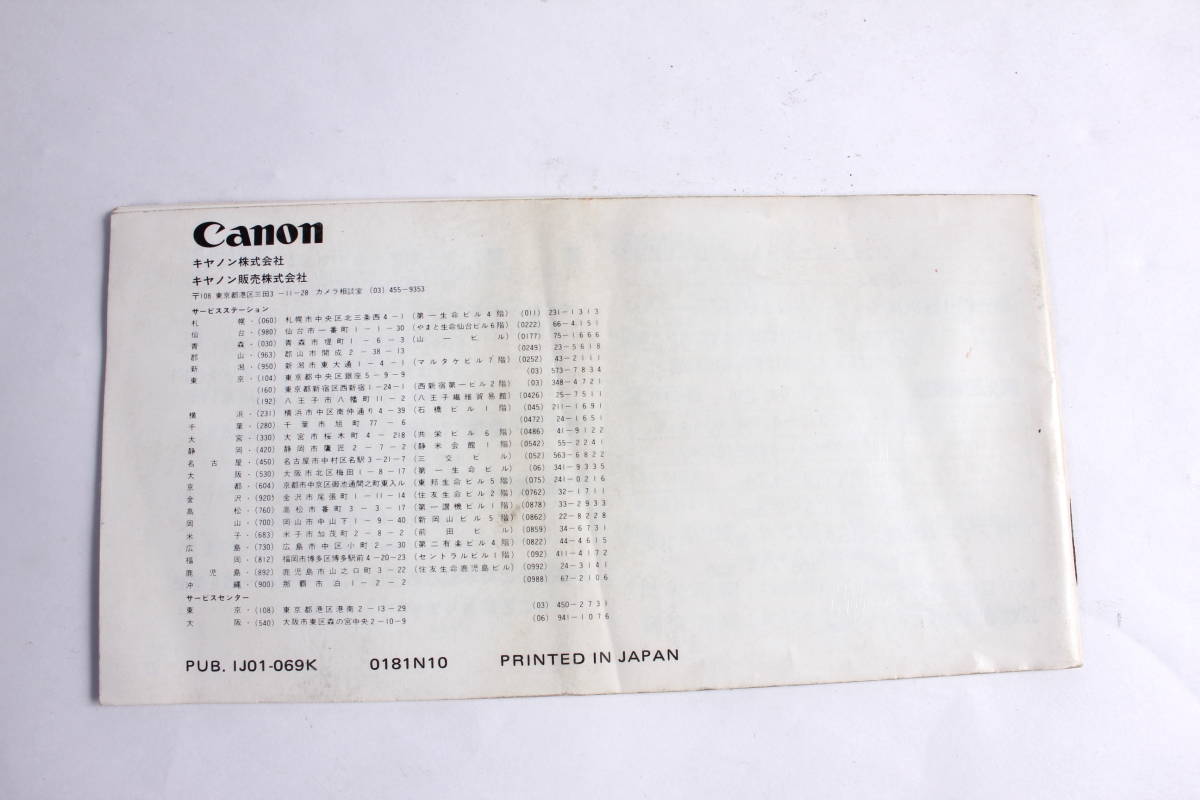 Canon
キヤノン株式会社
キヤノン販売株式会社
〒108 東京都港区三田3-11-28 カメラ相談室 (03) 455-9353
サービスステーション
札幌・(060) 札幌市中央区北三条西4-1 (第一生命ビル4階) (011) 231-1313
仙台・(980) 仙台市一番町1-1-30 (やまと生命仙台ビル6階) (0222) 66-4151
青森・(030) 青森市堤町1-6-3 (山一ビル) (0177) 75-1666
郡山・(963) 郡山市開成2-38-13 (0249) 23-5618
新潟・(950) 新潟市東大通1-4-1 (マルタケビル7階) (0252) 43-2111
東京・(104) 東京都中央区銀座5-9-9 (03) 573-7834
(160) 東京都新宿区西新宿1-24-1 (西新宿第一ビル2階) (03) 348-4721
(192) 八王子市八幡町11-2 (八王子繊維貿易館) (0426) 25-7511
横浜・(231) 横浜市中区南仲通り4-39 (石橋ビル1階) (045) 211-1691
千葉・(280) 千葉市旭町77-6 (0472) 24-1651
大宮・(330) 大宮市桜木町4-218 (共栄ビル6階) (0486) 41-9122
静岡・(420) 静岡市鷹匠2-7-2 (静米会館1階) (0542) 55-2241
名古屋・(450) 名古屋市中村区名駅3-21-7 (三交ビル) (052) 563-6822
大阪・(530) 大阪市北区梅田1-8-17 (第一生命ビル) (06) 341-9335
京都・(604) 京都市中京区御池通間之町東入ル (東邦生命ビル5階) (075) 241-0216
金沢・(920) 金沢市尾張町1-11-14 (住友生命ビル2階) (0762) 32-1711
高松・(760) 高松市番町3-3-17 (第一讃機ビル1階) (0878) 33-2933
岡山・(700) 岡山市中山下1-9-40 (新岡山ビル5階) (0862) 22-8228
米子・(683) 米子市加茂町2-8-2 (前田ビル) (0859) 34-6731
広島・(730) 広島市中区小町2-30 (第二有楽ビル4階) (0822) 44-4615
福岡・(812) 福岡市博多区博多駅前4-20-23 (セントラルビル1階) (092) 411-4172
鹿児島・(892) 鹿児島市山之口町3-22 (住友生命鹿児島ビル) (0992) 24-3141
沖縄・(900) 那覇市泊1-2-2 (0988) 67-2106
サービスセンター
東京・(108) 東京都港区港南2-13-29 (03) 450-2731
大阪・(540) 大阪市東区森の宮中央2-10-9 (06) 941-1076
PUB. IJ01-069K 0181N10 PRINTED IN JAPAN